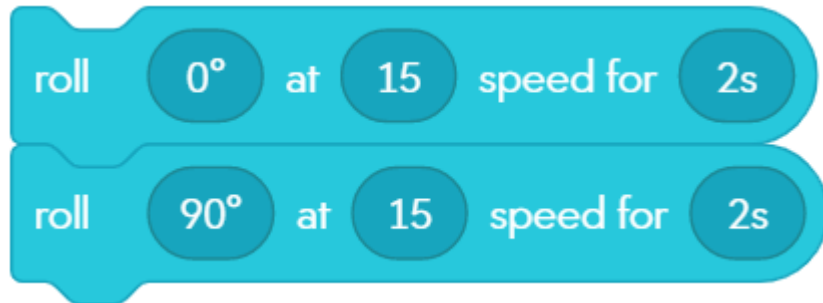 roll 0° at 15 speed for 2s
roll 90° at 15 speed for 2s